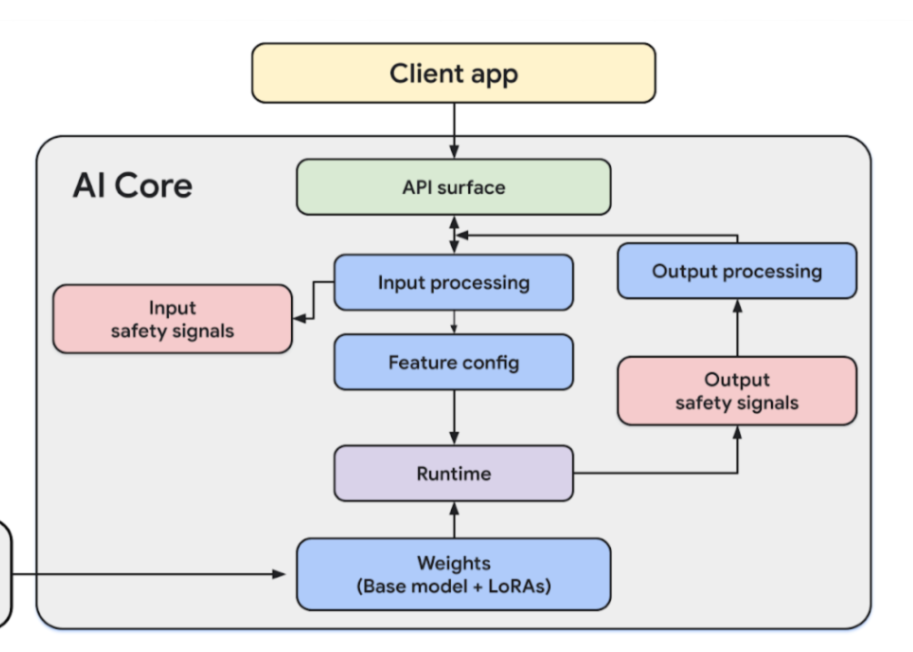 Client app
AI Core
API surface
Input processing
Output processing
Input
safety signals
Feature config
Output
safety signals
Runtime
Weights
(Base model + LoRAs)